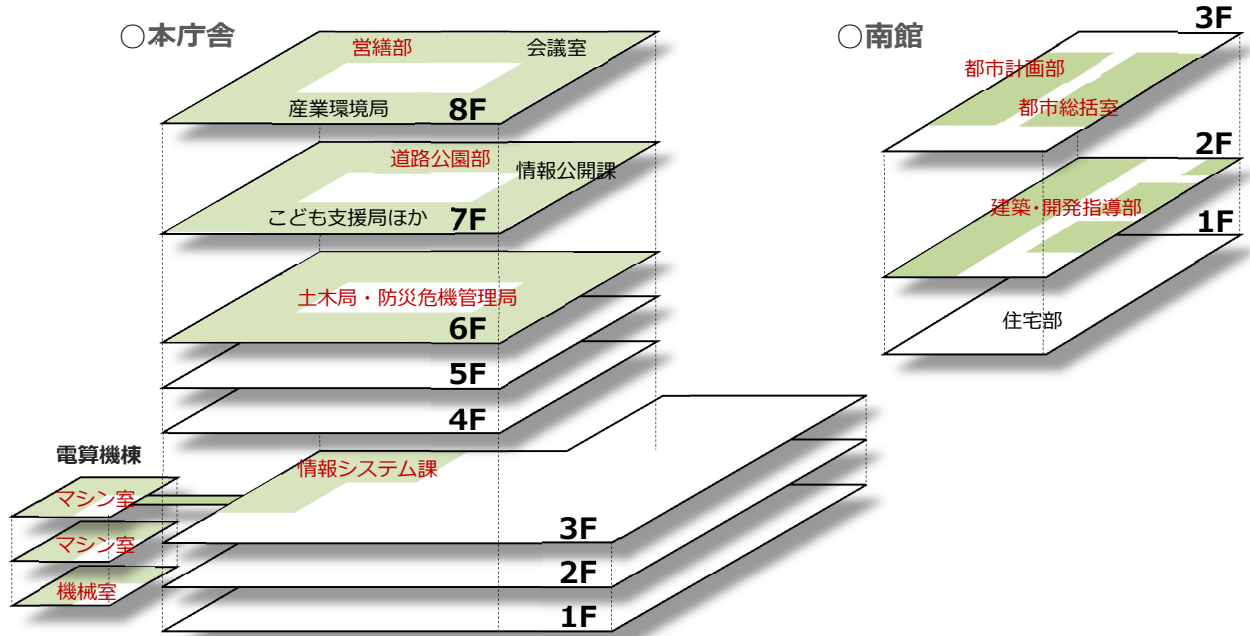 ○本庁舎
営繕部
会議室
産業環境局
8F
道路公園部
情報公開課
こども支援局ほか
7F
土木局・防災危機管理局
6F
5F
4F
電算機棟
情報システム課
マシン室
マシン室
機械室
3F
2F
1F
○南館
3F
都市計画部
都市総括室
2F
建築・開発指導部
1F
住宅部